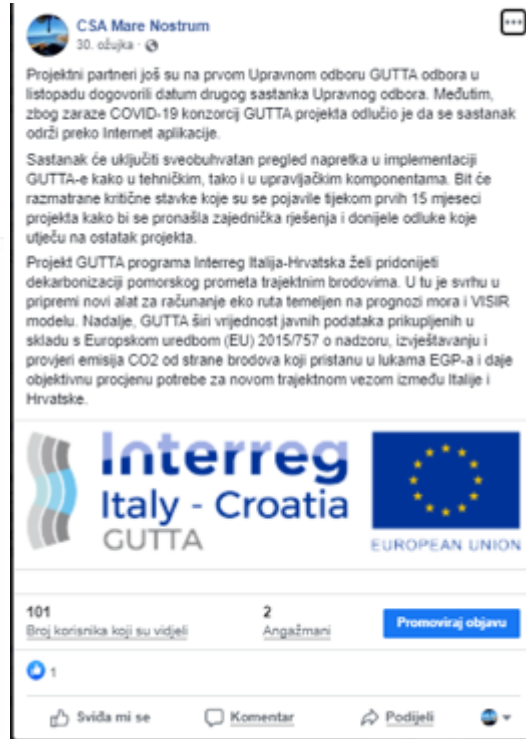 CSA Mare Nostrum
30. ožujka ·
Projektni partneri još su na prvom Upravnom odboru GUTTA odbora u
listopadu dogovorili datum drugog sastanka Upravnog odbora. Međutim,
zbog zaraze COVID-19 konzorcij GUTTA projekta odlučio je da se sastanak
održi preko Internet aplikacije.
Sastanak će uključiti sveobuhvatan pregled napretka u implementaciji
GUTTA-e kako u tehničkim, tako i u upravljačkim komponentama. Bit će
razmatrane kritične stavke koje su se pojavile tijekom prvih 15 mjeseci
projekta kako bi se pronašla zajednička rješenja i donijele odluke koje
utječu na ostatak projekta.
Projekt GUTTA programa Interreg Italija-Hrvatska želi pridonijeti
dekarbonizaciji pomorskog prometa trajektnim brodovima. U tu je svrhu u
pripremi novi alat za računanje eko ruta temeljen na prognozi mora i VISIR
modelu. Nadalje, GUTTA širi vrijednost javnih podataka prikupljenih u
skladu s Europskom uredbom (EU) 2015/757 o nadzoru, izvještavanju i
provjeri emisija CO2 od strane brodova koji pristanu u lukama EGP-a i daje
objektivnu procjenu potrebe za novom trajektnom vezom između Italije i
Hrvatske.
Interreg
Italy - Croatia
GUTTA
EUROPEAN UNION
101
Broj korisnika koji su vidjeli
2
Angažmani
Promoviraj objavu
1
Sviđa mi se
Komentar
Podijeli